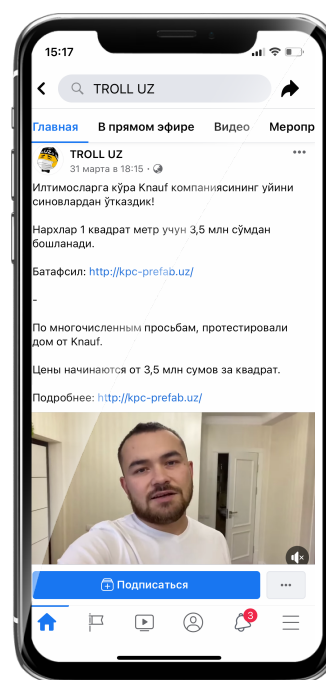 15:17
TROLL UZ
Главная В прямом эфире Видео Меропр
TROLL UZ
31 марта в 18:15 ·
Илтимосларга кўра Knauf компаниясининг уйини
синовлардан ўтказдик!
Нархлар 1 квадрат метр учун 3,5 млн сўмдан
бошланади.
Батафсил: http://kpc-prefab.uz/
-
По многочисленным просьбам, протестировали
дом от Knauf.
Цены начинаются от 3,5 млн сумов за квадрат.
Подробнее: http://kpc-prefab.uz/
Подписаться
3